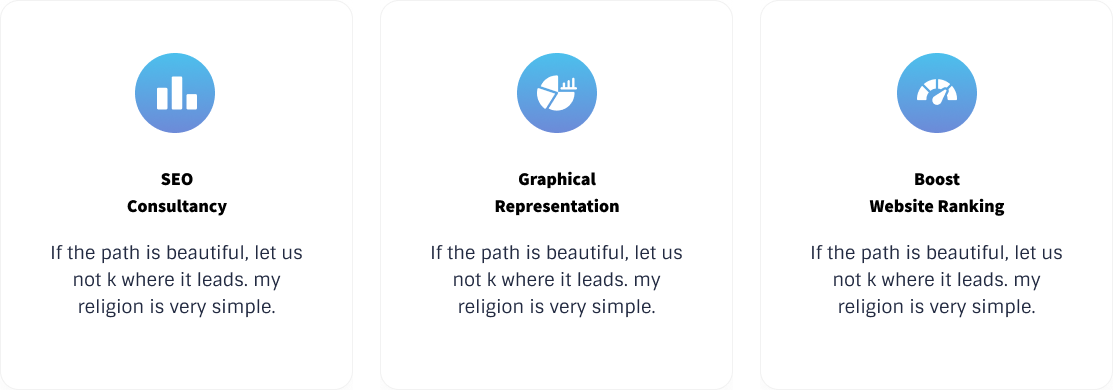 SEO
Consultancy
If the path is beautiful, let us
not k where it leads. my
religion is very simple.
Graphical
Representation
If the path is beautiful, let us
not k where it leads. my
religion is very simple.
Boost
Website Ranking
If the path is beautiful, let us
not k where it leads. my
religion is very simple.